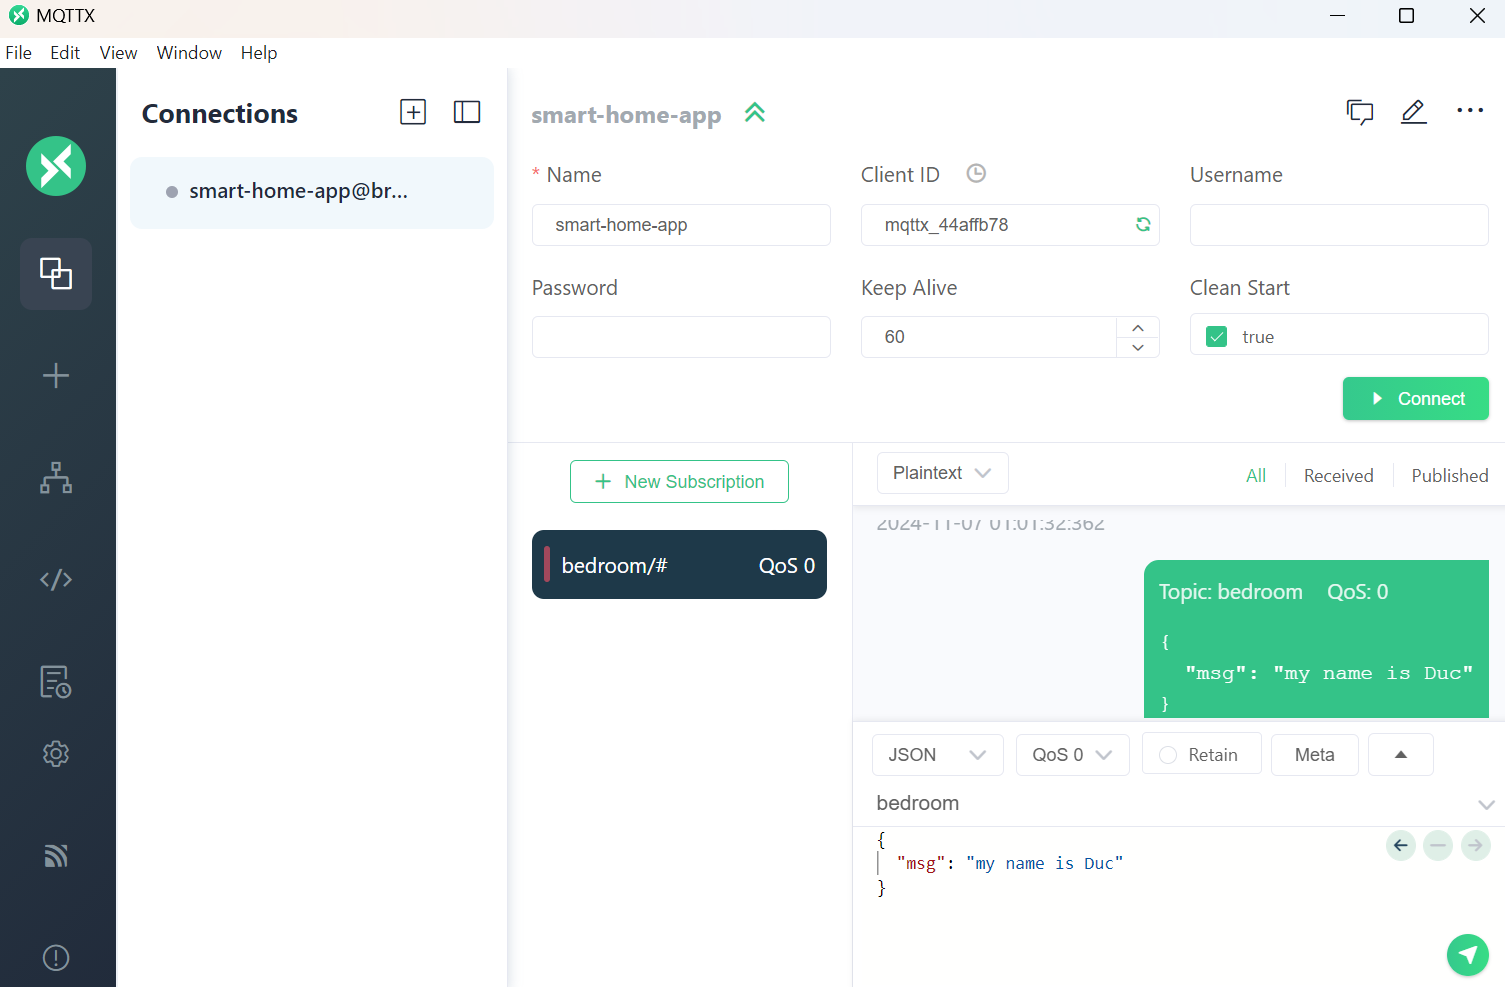 MQTTX
File Edit View Window Help
Connections
smart-home-app@br...
smart-home-app
* Name
Client ID
Username
smart-home-app
mqttx_44affb78
Password
Keep Alive
Clean Start
60
true
Connect
+ New Subscription
Plaintext
All
Received
Published
2024-11-07 01:01:32:362
bedroom/#
QoS 0
Topic: bedroom QoS: 0
{
"msg": "my name is Duc"
}
JSON
QoS 0
Retain
Meta
bedroom
{
"msg": "my name is Duc"
}